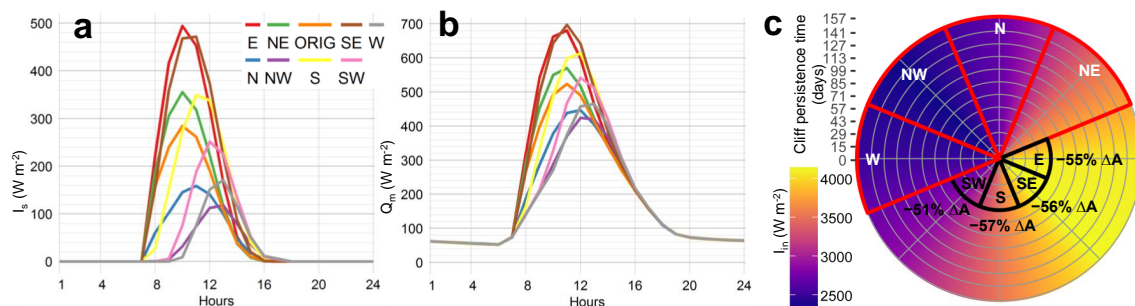 a
500
400
300
200
100
0
I_s (W m⁻²)
E NE ORIG SE W
N NW S SW
1 4 8 12 16 20 24
Hours
b
700
600
500
400
300
200
100
0
Q_m (W m⁻²)
1 4 8 12 16 20 24
Hours
c
Cliff persistence time
(days)
157
141
127
113
99
85
71
57
43
29
15
0
I_in (W m⁻²)
4000
3500
3000
2500
N
NE
NW
W
E
SE
S
SW
−55% ΔA
−56% ΔA
−57% ΔA
−51% ΔA